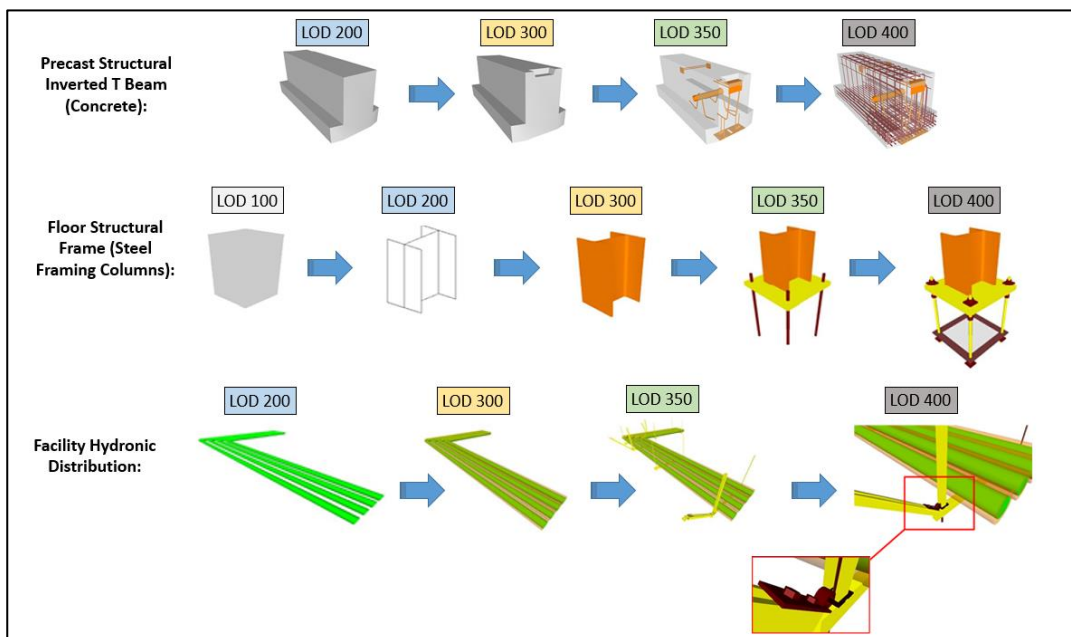 LOD 200
LOD 300
LOD 350
LOD 400
Precast Structural
Inverted T Beam
(Concrete):
LOD 100
LOD 200
LOD 300
LOD 350
LOD 400
Floor Structural
Frame (Steel
Framing Columns):
LOD 200
LOD 300
LOD 350
LOD 400
Facility Hydronic
Distribution: